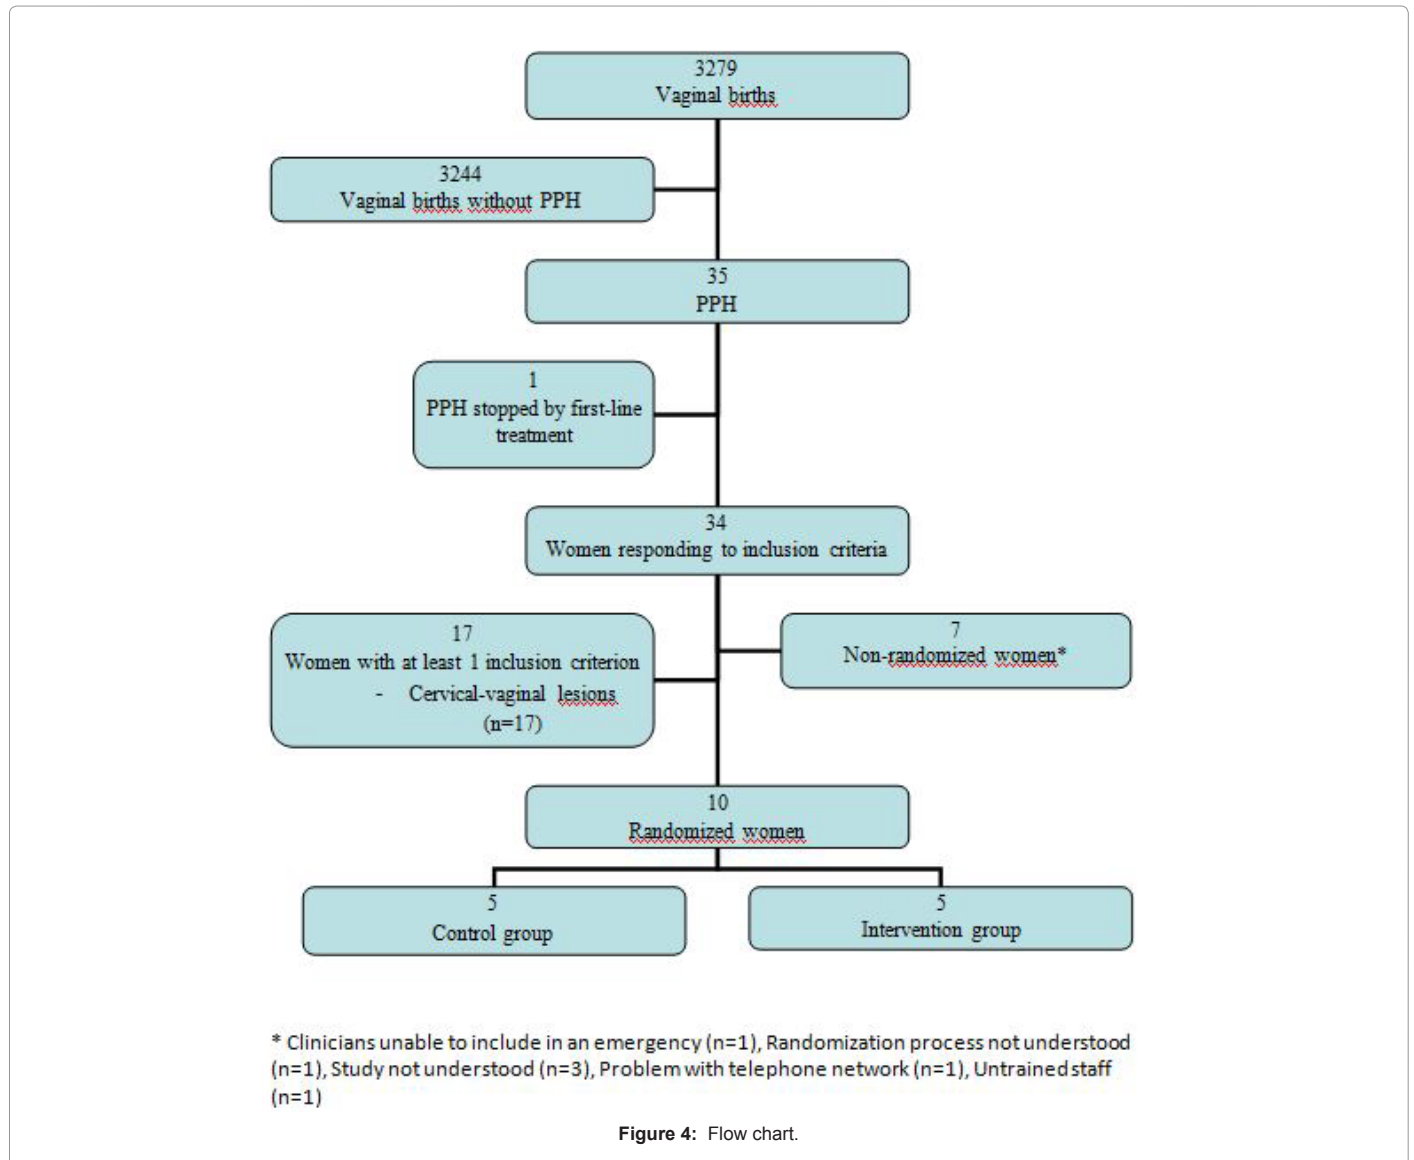 3279
Vaginal births
3244
Vaginal births without PPH
35
PPH
1
PPH stopped by first-line
treatment
34
Women responding to inclusion criteria
17
Women with at least 1 inclusion criterion
- Cervical-vaginal lesions
(n=17)
7
Non-randomized women*
10
Randomized women
5
Control group
5
Intervention group
* Clinicians unable to include in an emergency (n=1), Randomization process not understood
(n=1), Study not understood (n=3), Problem with telephone network (n=1), Untrained staff
(n=1)
Figure 4: Flow chart.